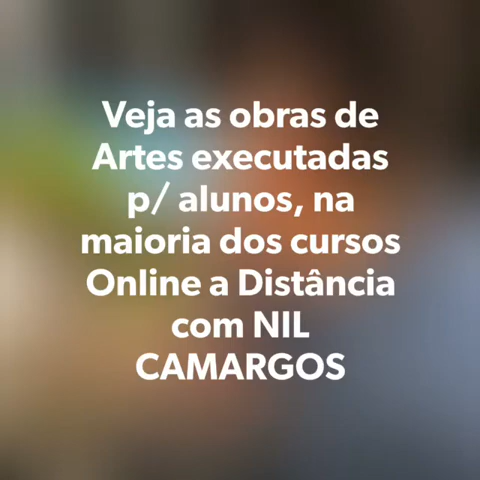 Veja as obras de
Artes executadas
p/ alunos, na
maioria dos cursos
Online a Distância
com NIL
CAMARGOS